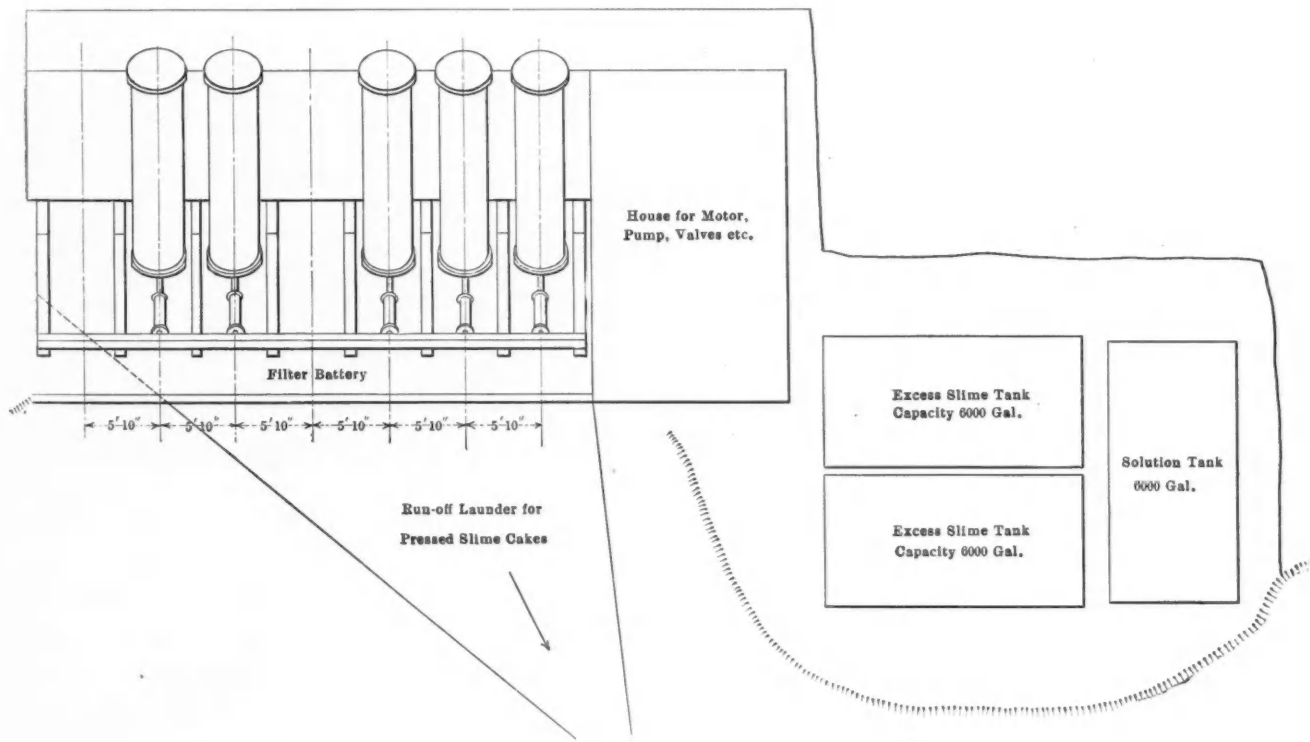 House for Motor,
Pump, Valves etc.
Filter Battery
5' 10" 5' 10" 5' 10" 5' 10" 5' 10" 5' 10"
Excess Slime Tank
Capacity 6000 Gal.
Solution Tank
6000 Gal.
Run-off Launder for
Pressed Slime Cakes
Excess Slime Tank
Capacity 6000 Gal.